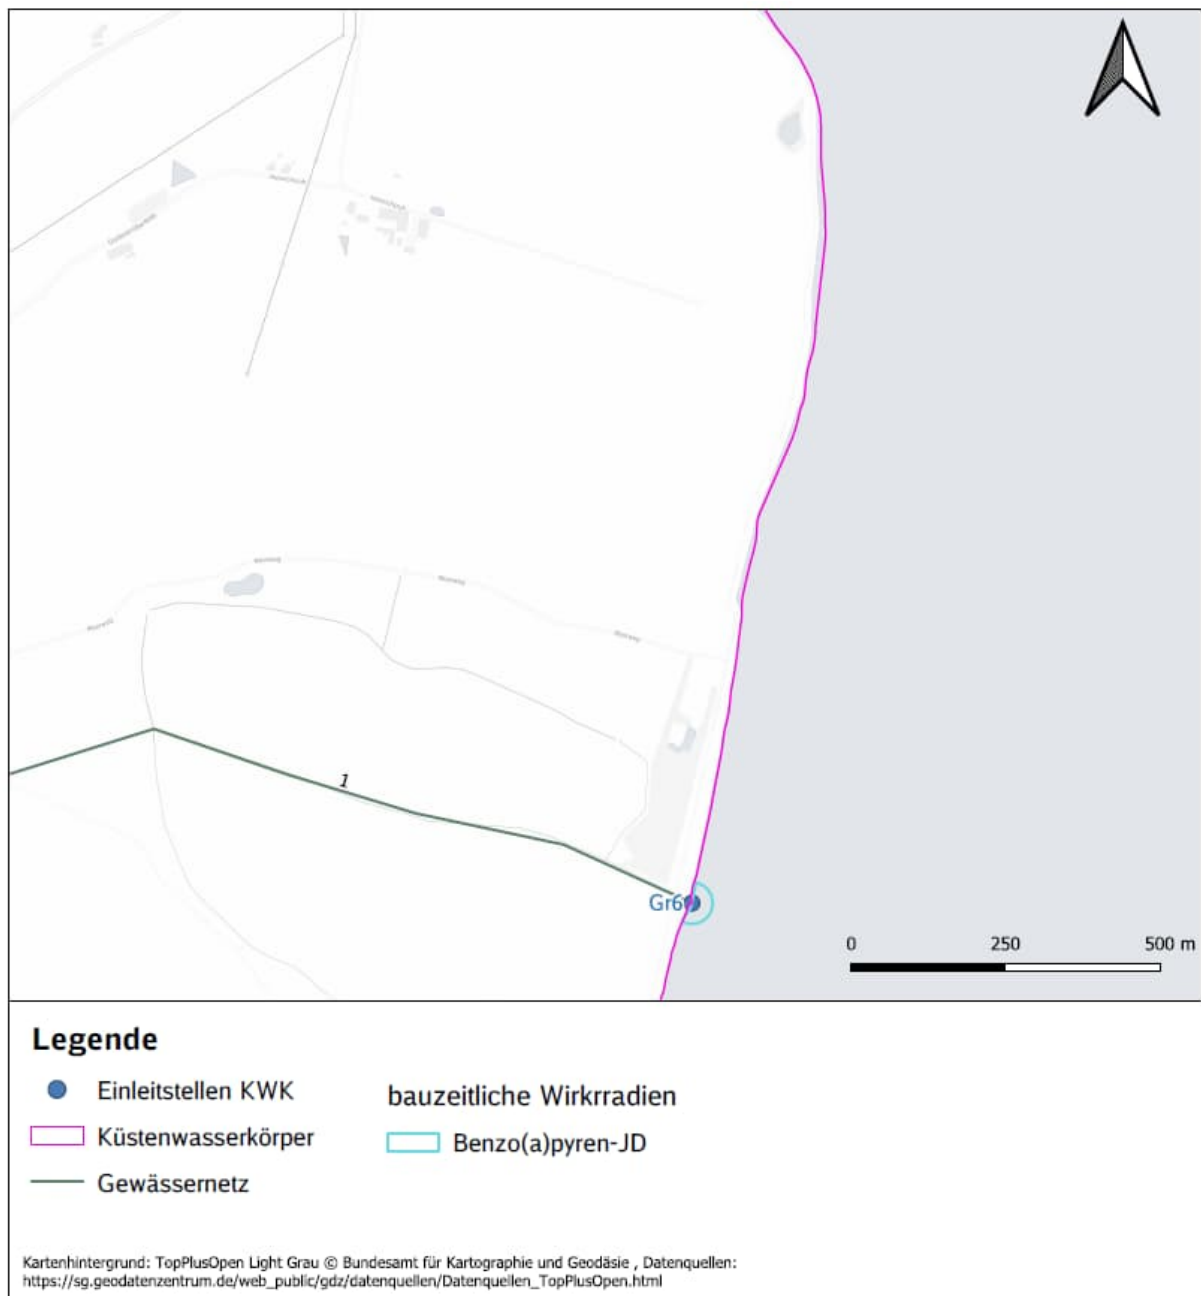 1
Gr6
0 250 500 m
Legende
Einleitstellen KWK
Küstenwasserkörper
Gewässernetz
bauzeitliche Wirkrradien
Benzo(a)pyren-JD
Kartenhintergrund: TopPlusOpen Light Grau © Bundesamt für Kartographie und Geodäsie , Datenquellen:
https://sg.geodatenzentrum.de/web_public/gdz/datenquellen/Datenquellen_TopPlusOpen.html